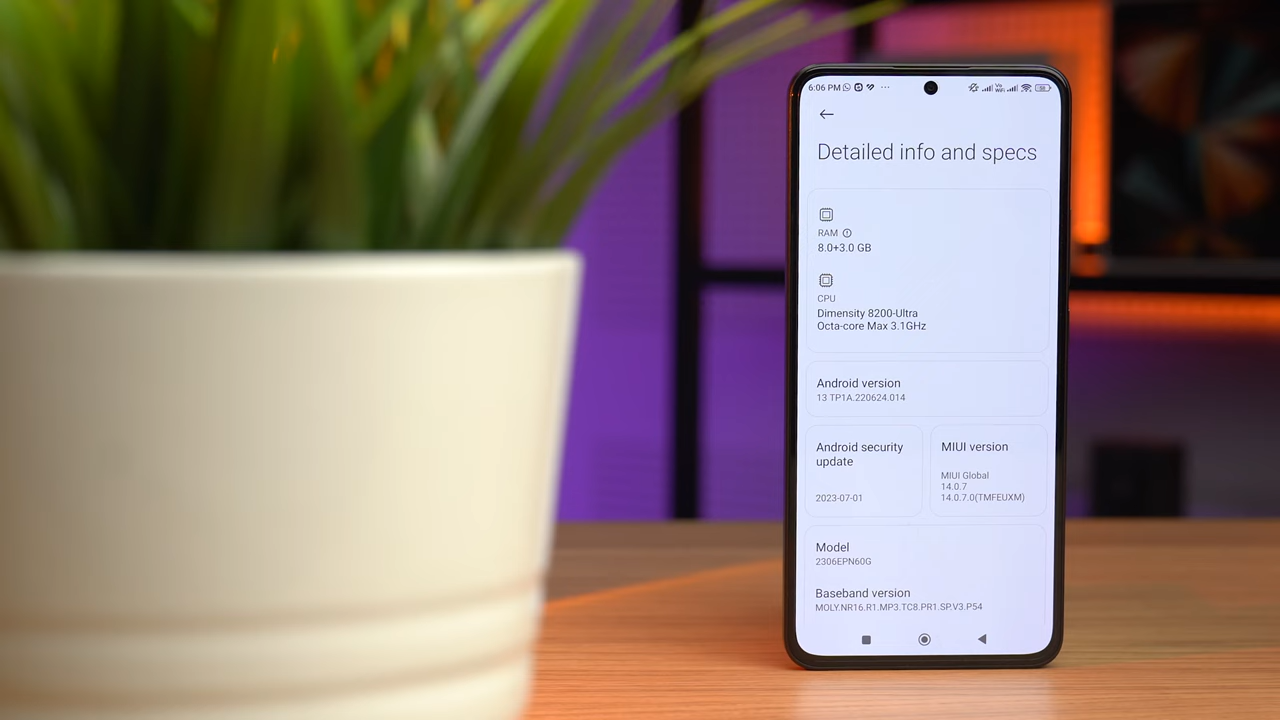 6:06 PM
Detailed info and specs
RAM
8.0+3.0 GB
CPU
Dimensity 8200-Ultra
Octa-core Max 3.1GHz
Android version
13 TP1A.220624.014
Android security
update
2023-07-01
MIUI version
MIUI Global
14.0.7
14.0.7.0(TMFEUXM)
Model
2306EPN60G
Baseband version
MOLY.NR16.R1.MP3.TC8.PR1.SP.V3.P54